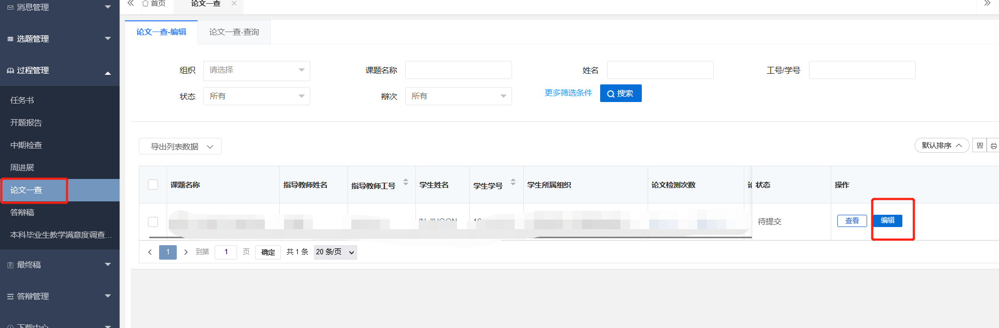 消息管理
选题管理
过程管理
任务书
开题报告
中期检查
周进展
论文一查
答辩稿
本科毕业生教学满意度调查...
最终稿
答辩管理
下载中心
首页
论文一查
论文一查-编辑
论文一查-查询
组织 请选择 课题名称 姓名 工号/学号
状态 所有 辩次 所有 更多筛选条件 搜索
导出列表数据
默认排序
课题名称 指导教师姓名 指导教师工号 学生姓名 学生学号 学生所属组织 论文检测次数 状态 操作
待提交 查看 编辑
1 到第 1 页 确定 共 1 条 20 条/页